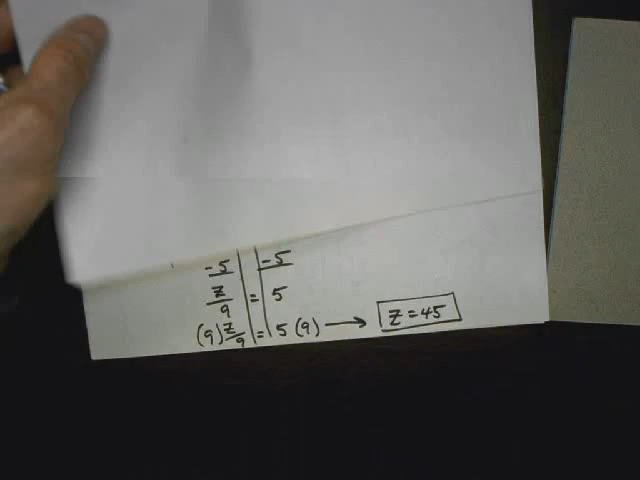 -5 -5
z/9 = 5
(9) z/9 = 5 (9) → z = 45